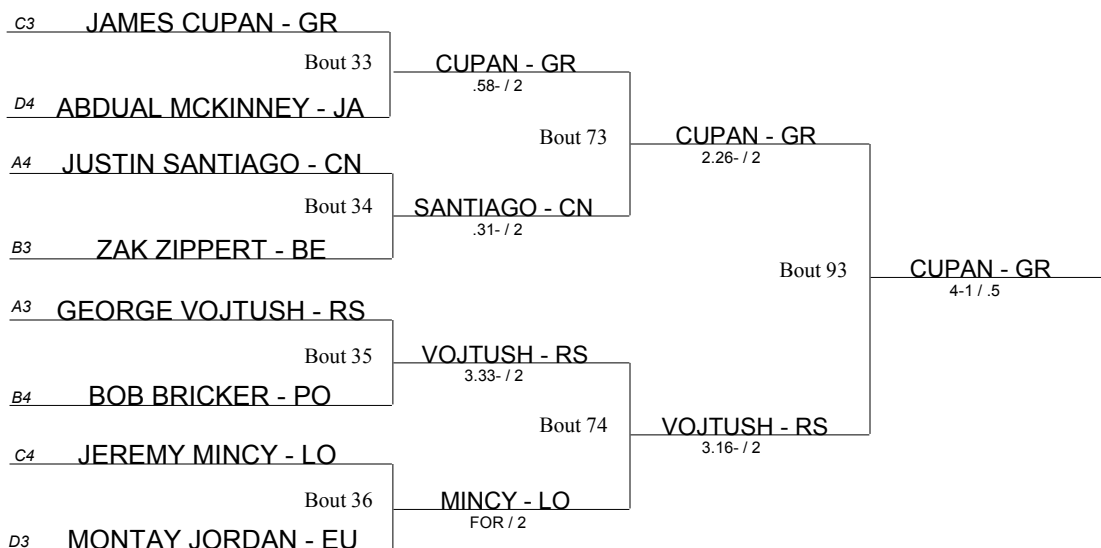 C3 JAMES CUPAN - GR
Bout 33
CUPAN - GR
.58- / 2
D4 ABDUAL MCKINNEY - JA
Bout 73
CUPAN - GR
2.26- / 2
A4 JUSTIN SANTIAGO - CN
Bout 34
SANTIAGO - CN
.31- / 2
B3 ZAK ZIPPERT - BE
Bout 93
CUPAN - GR
4-1 / .5
A3 GEORGE VOJTUSH - RS
Bout 35
VOJTUSH - RS
3.33- / 2
B4 BOB BRICKER - PO
Bout 74
VOJTUSH - RS
3.16- / 2
C4 JEREMY MINCY - LO
Bout 36
MINCY - LO
FOR / 2
D3 MONTAY JORDAN - EU